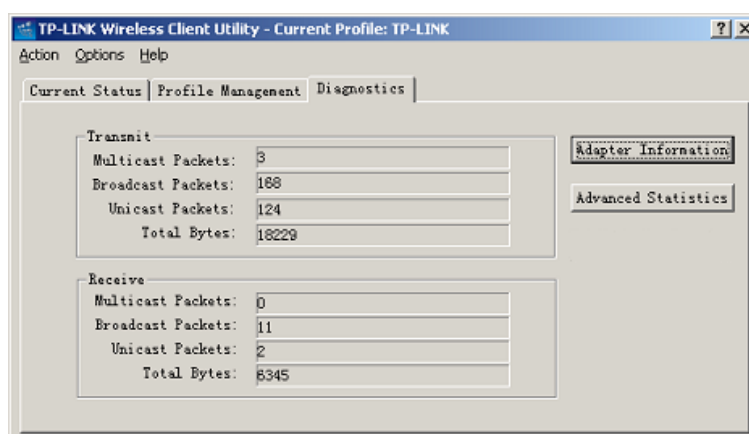 TP-LINK Wireless Client Utility - Current Profile: TP-LINK
Action Options Help
Current Status Profile Management Diagnostics
Transmit
Multicast Packets: 3
Broadcast Packets: 168
Unicast Packets: 124
Total Bytes: 18229
Adapter Information
Advanced Statistics
Receive
Multicast Packets: 0
Broadcast Packets: 11
Unicast Packets: 2
Total Bytes: 6345